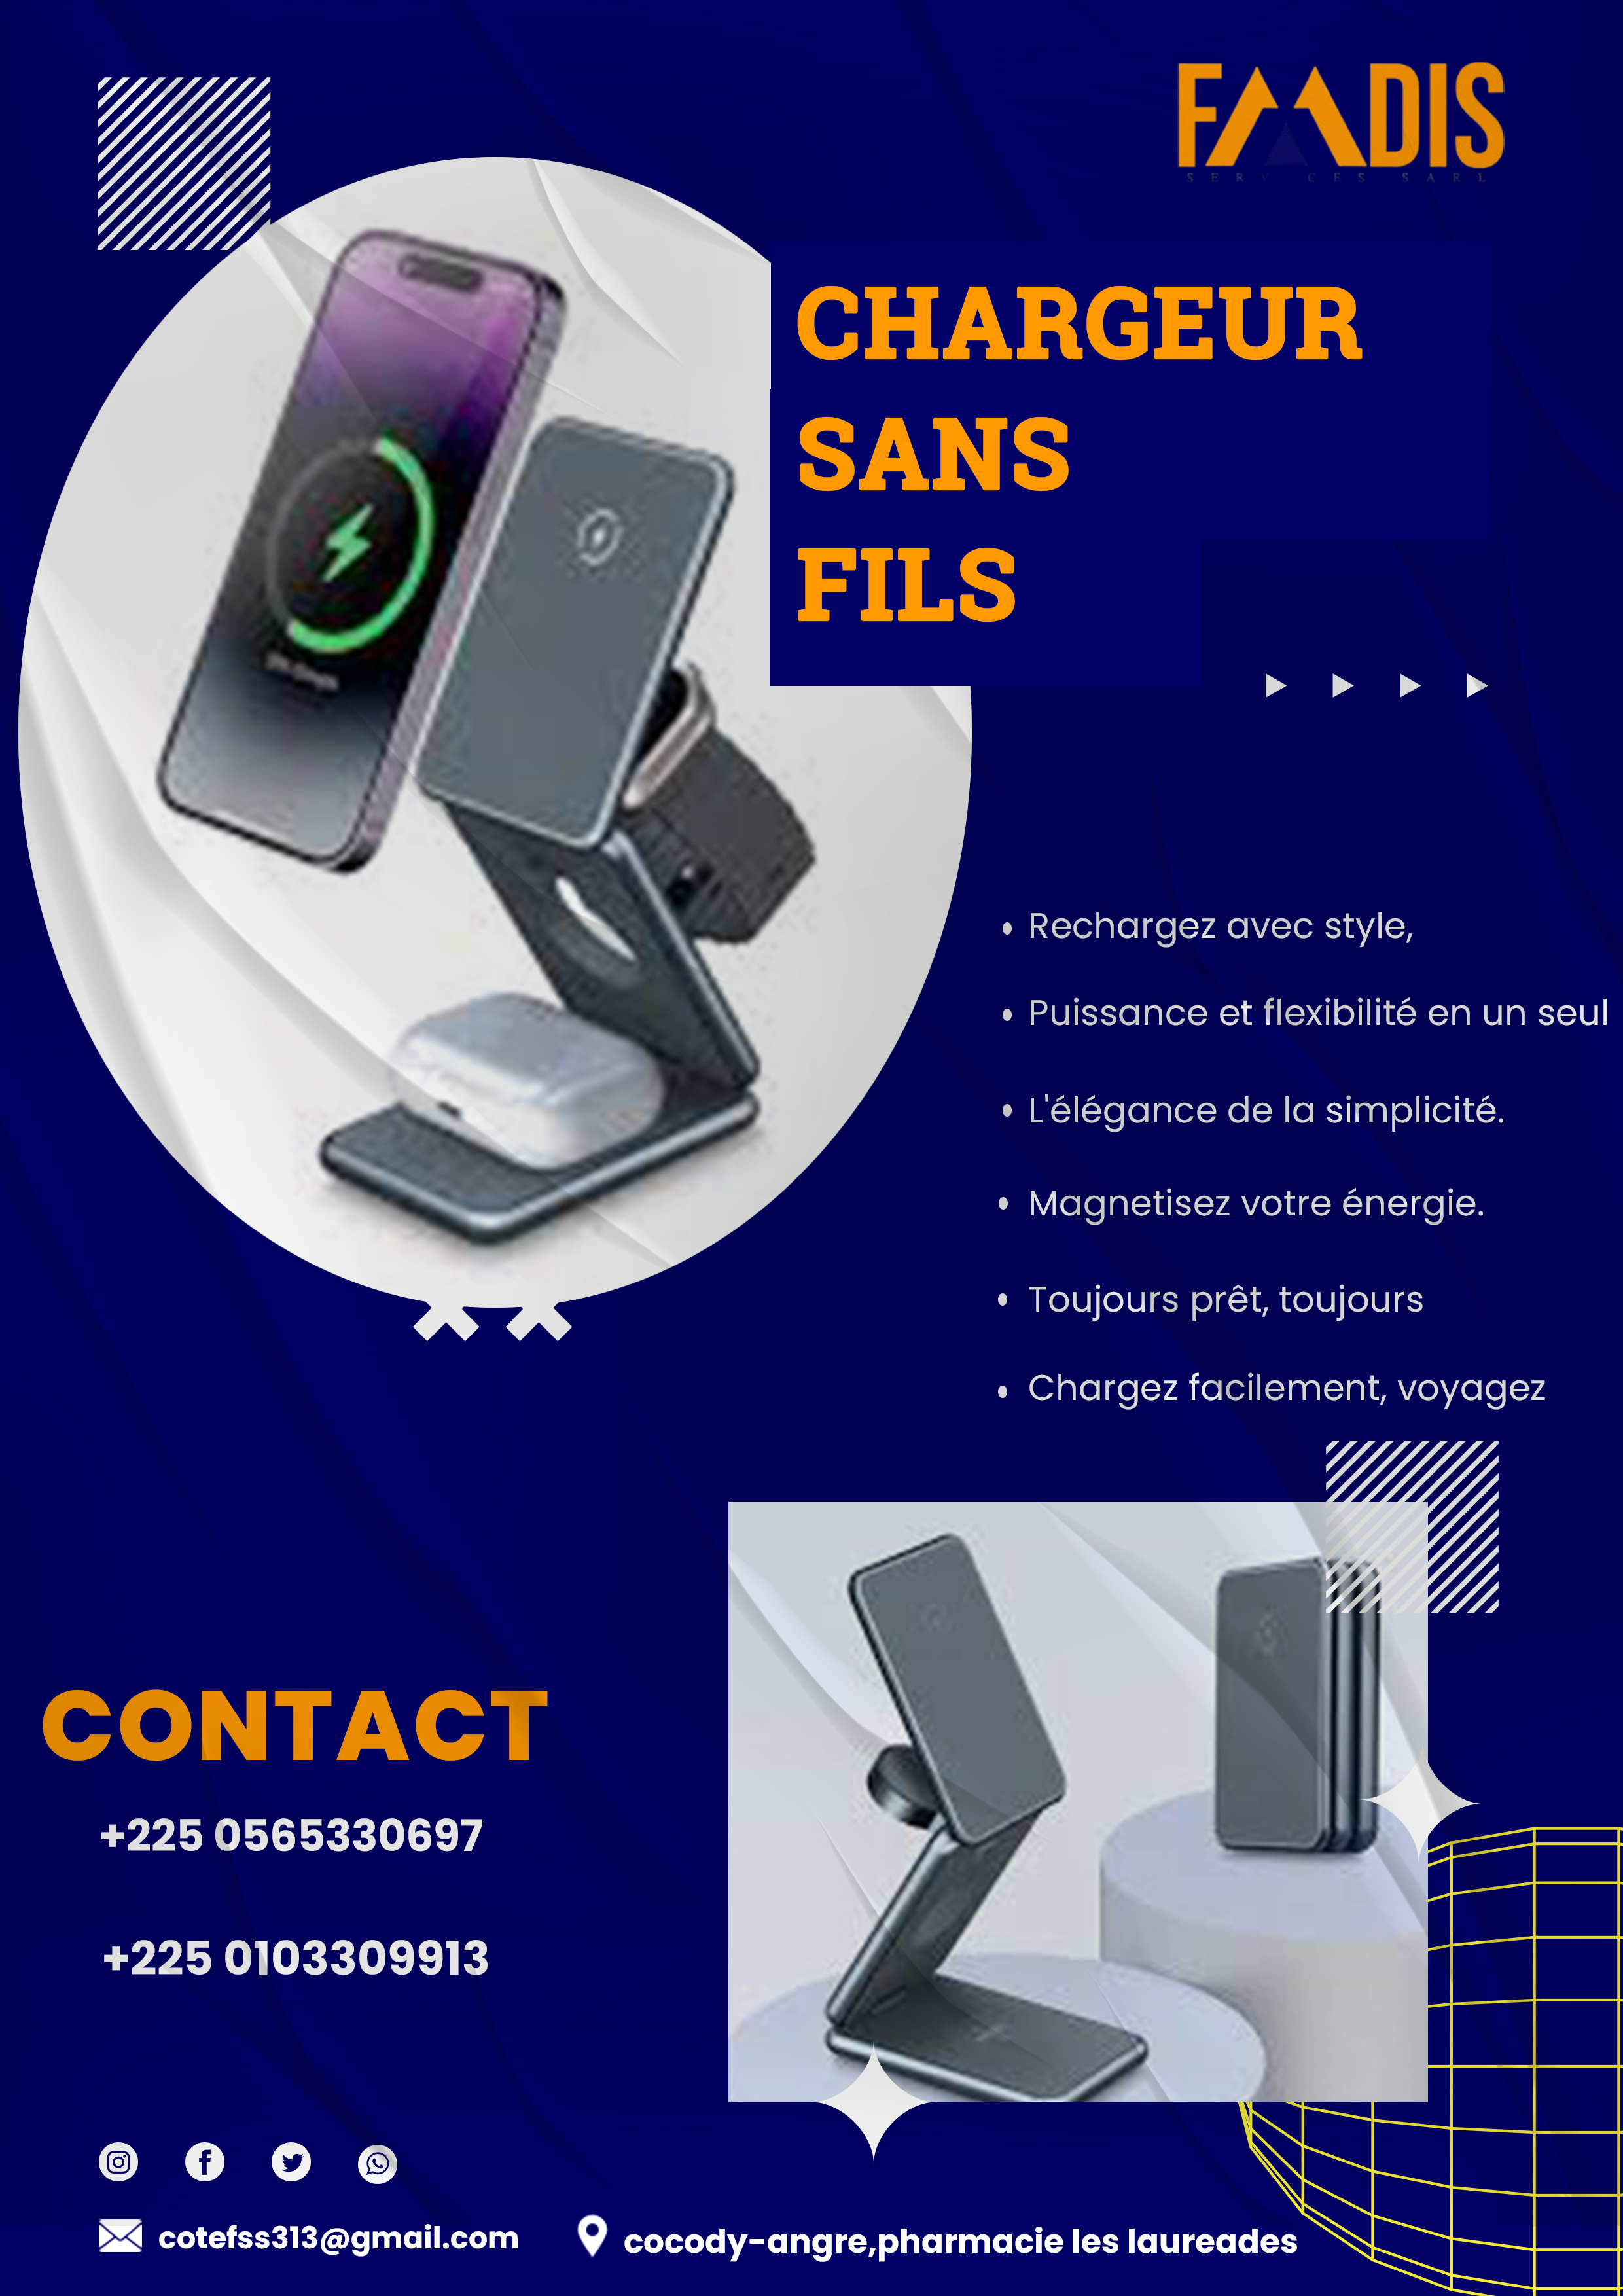 FAADIS
SERVICES SARL
CHARGEUR
SANS
FILS
• Rechargez avec style,
• Puissance et flexibilité en un seul
• L'élégance de la simplicité.
• Magnetisez votre énergie.
• Toujours prêt, toujours
• Chargez facilement, voyagez
CONTACT
+225 0565330697
+225 0103309913
cotefss313@gmail.com
cocody-angre,pharmacie les laureades